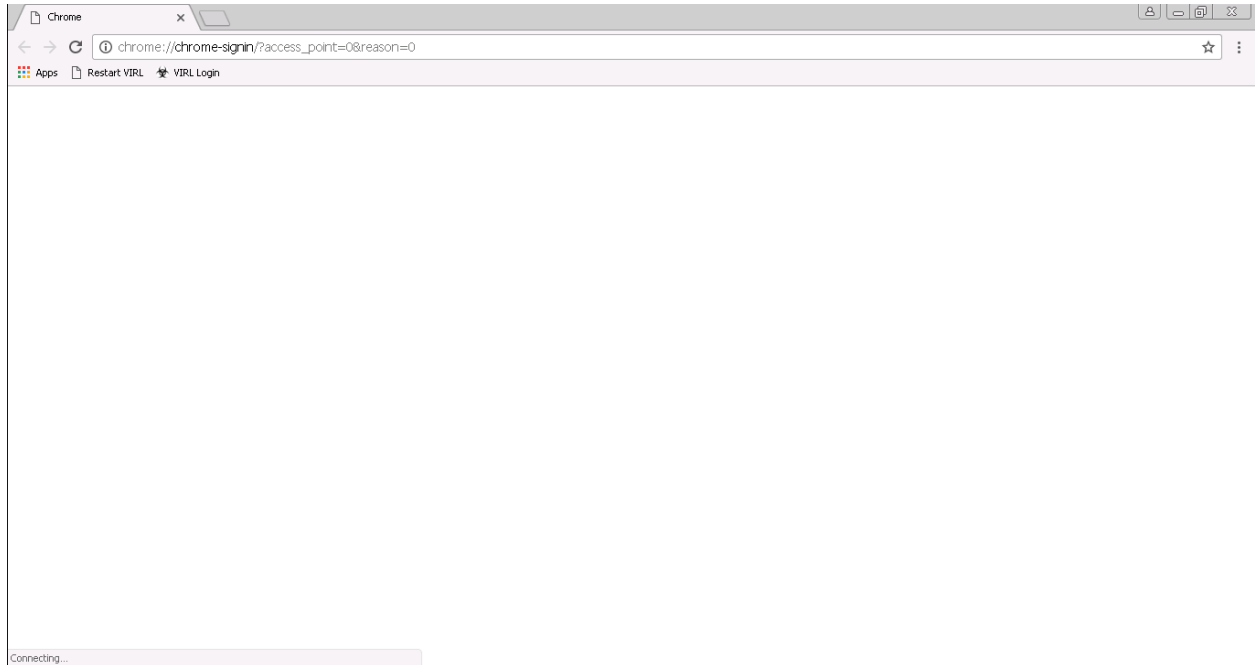 Chrome
chrome://chrome-signin/?access_point=0&reason=0
Apps Restart VIRL VIRL Login
Connecting...